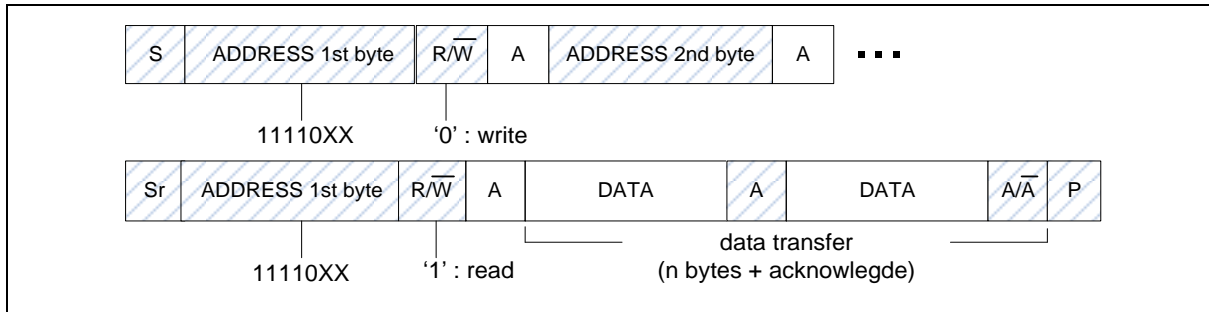 S ADDRESS 1st byte R/W̅ A ADDRESS 2nd byte A ...
11110XX ‘0’ : write
Sr ADDRESS 1st byte R/W̅ A DATA A DATA A/A̅ P
data transfer
11110XX ‘1’ : read (n bytes + acknowlegde)